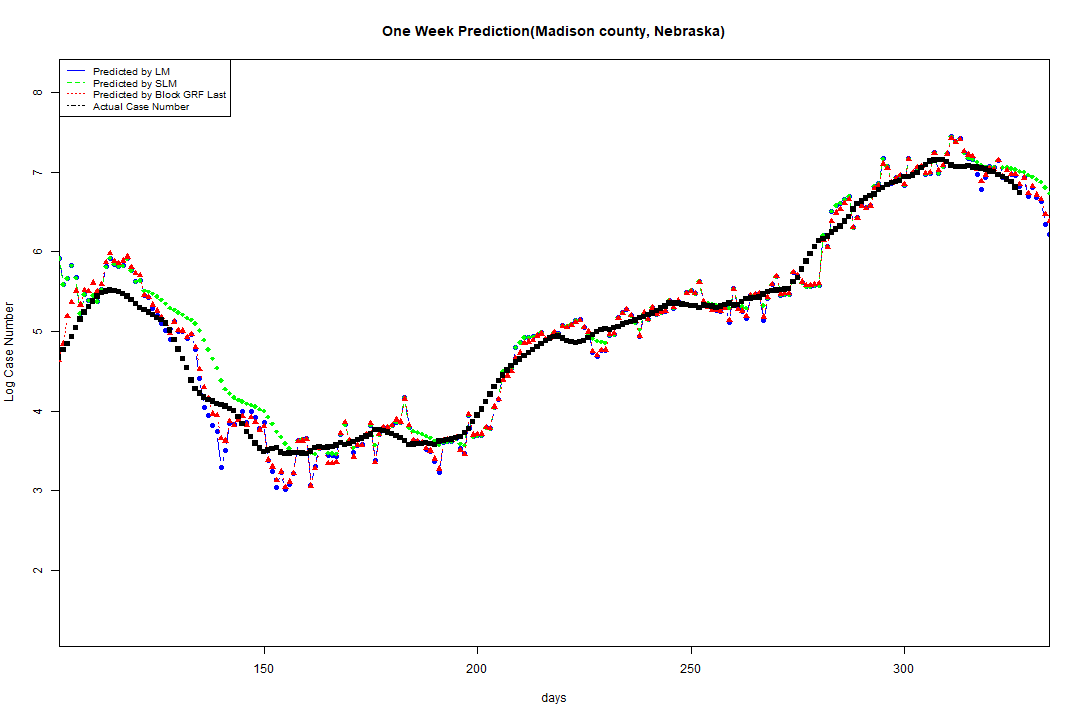 One Week Prediction(Madison county, Nebraska)
Predicted by LM
Predicted by SLM
Predicted by Block GRF Last
Actual Case Number
8
7
6
5
4
3
2
Log Case Number
150
200
250
300
days